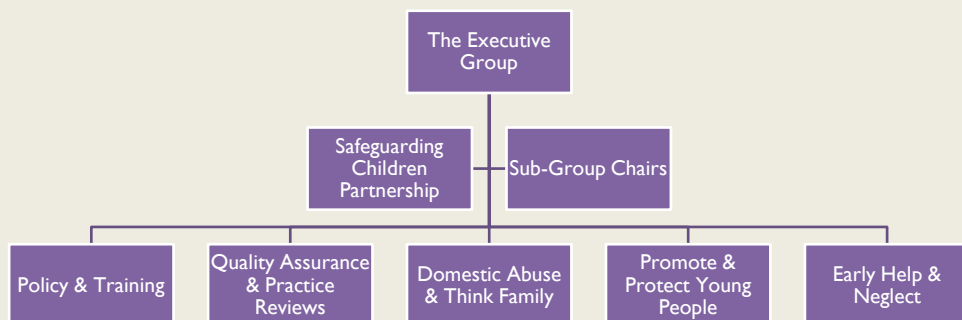 The Executive
Group
Safeguarding
Children
Partnership
Sub-Group Chairs
Policy & Training
Quality Assurance
& Practice
Reviews
Domestic Abuse
& Think Family
Promote &
Protect Young
People
Early Help &
Neglect